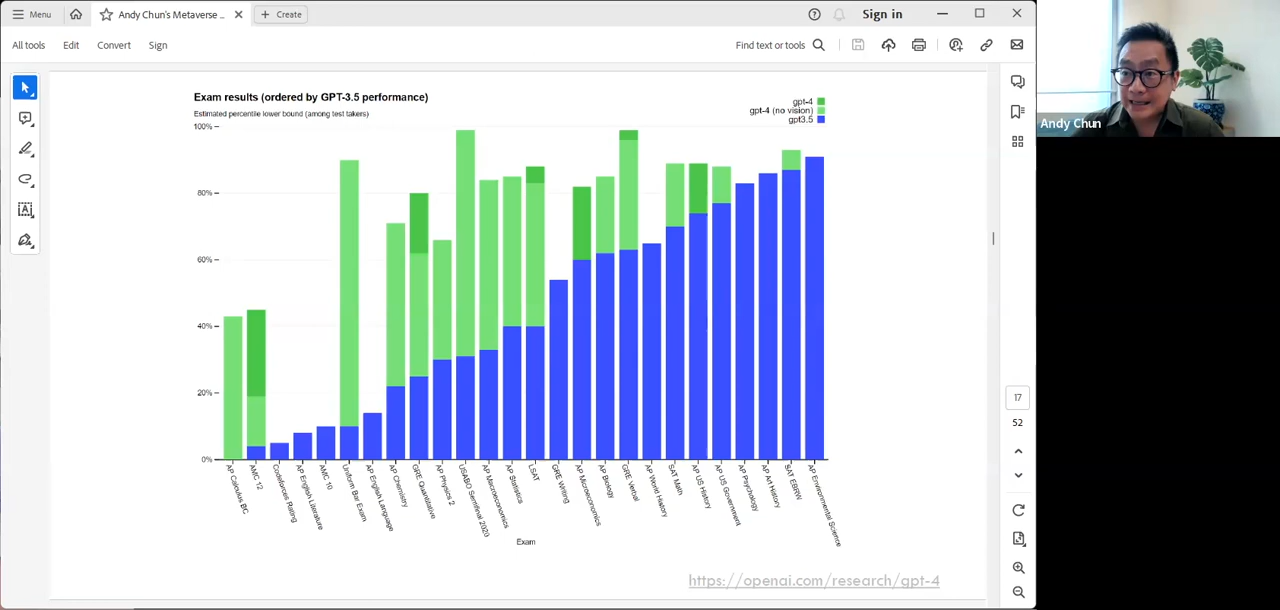 Menu
Andy Chun's Metaverse ...
Create
Sign in
All tools
Edit
Convert
Sign
Find text or tools
Andy Chun
Exam results (ordered by GPT-3.5 performance)
Estimated percentile lower bound (among test takers)
gpt-4
gpt-4 (no vision)
gpt3.5
100%
80%
60%
40%
20%
0%
AP Calculus BC
AMC 12
Codeforces Rating
AP English Literature
AMC 10
Uniform Bar Exam
AP English Language
AP Chemistry
GRE Quantitative
AP Physics 2
USABO Semifinal 2020
AP Macroeconomics
AP Statistics
LSAT
GRE Writing
AP Microeconomics
AP Biology
GRE Verbal
AP World History
SAT Math
AP US History
AP US Government
AP Psychology
AP Art History
SAT EBRW
AP Environmental Science
Exam
https://openai.com/research/gpt-4
17
52